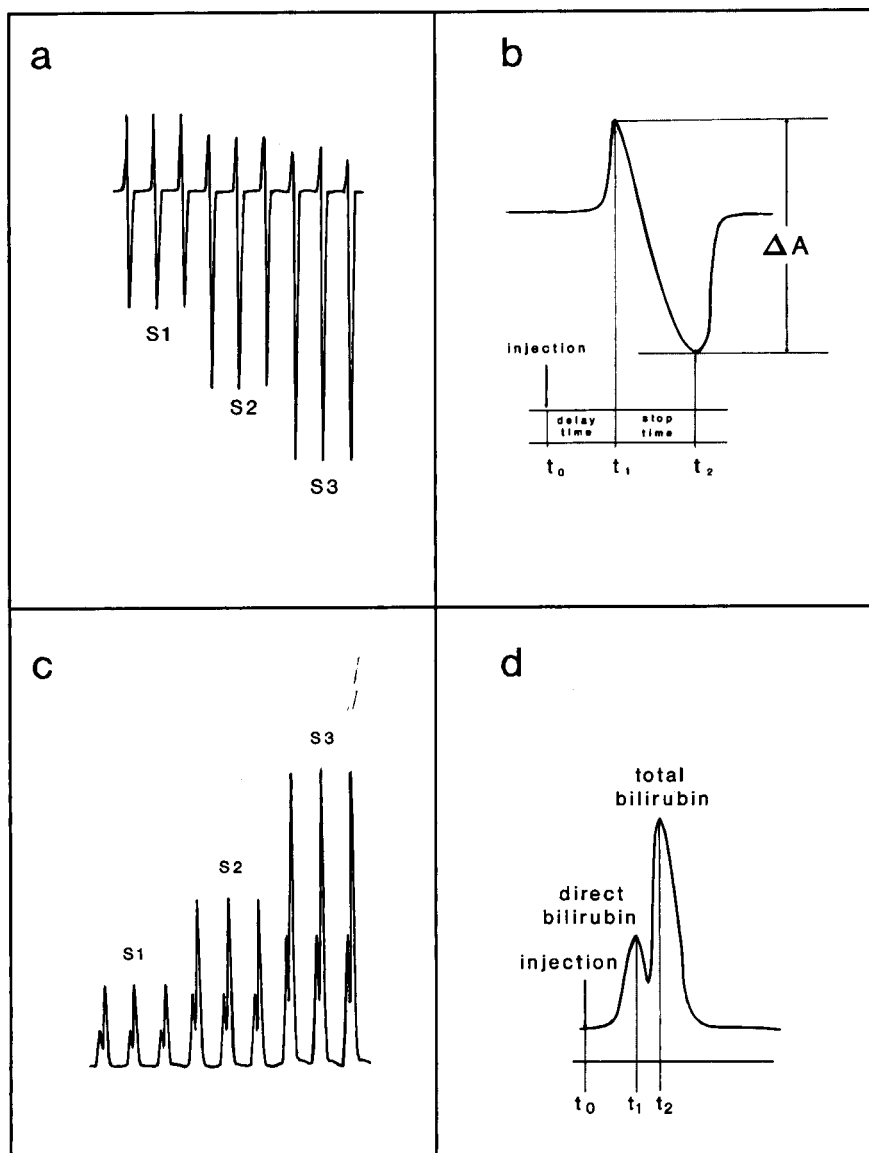 a
S1
S2
S3
b
ΔA
injection
delay time
stop time
t₀
t₁
t₂
c
S1
S2
S3
d
total
bilirubin
direct
bilirubin
injection
t₀
t₁
t₂